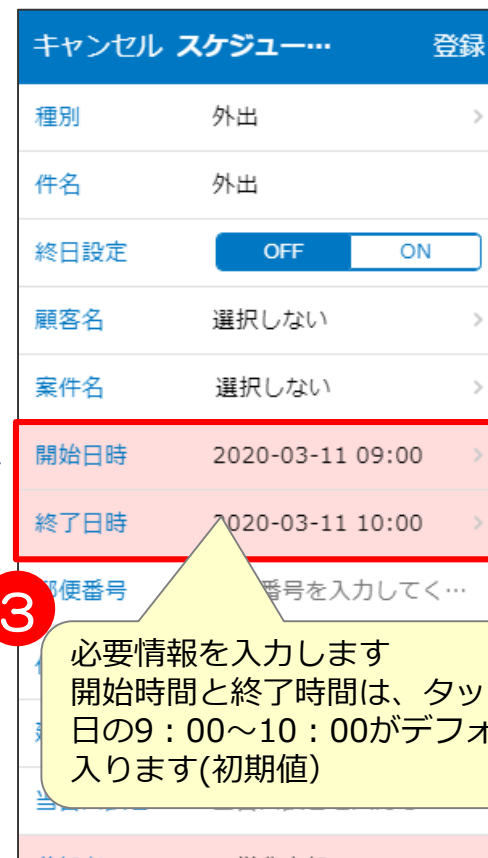 キャンセル スケジュー… 登録
種別 外出
件名 外出
終日設定 OFF ON
顧客名 選択しない
案件名 選択しない
開始日時 2020-03-11 09:00
終了日時 2020-03-11 10:00
郵便番号 番号を入力してく…
3
必要情報を入力します
開始時間と終了時間は、タッ
日の9：00～10：00がデフォ
入ります(初期値）